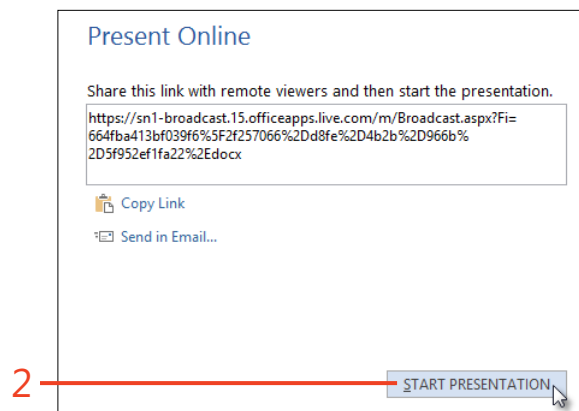 Present Online
Share this link with remote viewers and then start the presentation.
https://sn1-broadcast.15.officeapps.live.com/m/Broadcast.aspx?Fi=
664fba413bf039f6%5F2f257066%2Dd8fe%2D4b2b%2D966b%
2D5f952ef1fa22%2Edocx
Copy Link
Send in Email...
2
START PRESENTATION